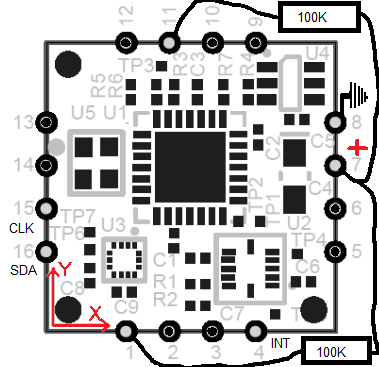 12 11 10 9
100K
TP3
R5 R6 R3 C3 R7 R4
U4
U5 U1
13
8
C2 C5
+
14
7
15
TP2
TP1
C4
CLK
TP7
6
TP6
U3
U2
16
TP4
SDA
C1
5
Y
R1
C6
C8
X
R2
C9
C7
T
INT
1 2 3 4
100K